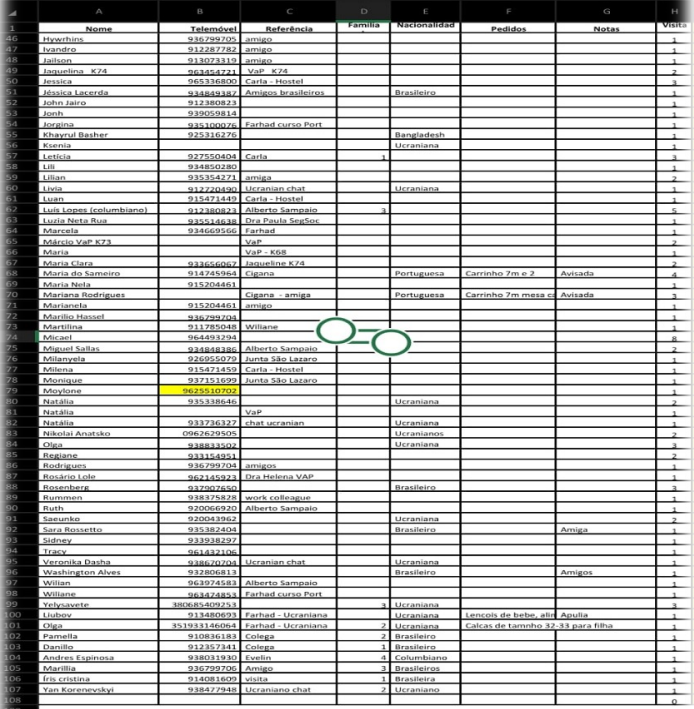 A B C D E F G H
1 Nome Telemóvel Referência Familia Nacionalidad Pedidos Notas Visita
46 Hywrhins 936799705 amigo 1
47 Ivandro 912287782 amigo 1
48 Jailson 913073319 amigo 1
49 Jaquelina K74 963454721 VaP K74 2
50 Jessica 965336800 Carla - Hostel 3
51 Jéssica Lacerda 934849387 Amigos brasileiros Brasileiro 1
52 John Jairo 912380823 1
53 Jonh 939059814 1
54 Jorgina 935100076 Farhad curso Port 1
55 Khayrul Basher 925316276 Bangladesh 1
56 Ksenia Ucraniana 1
57 Letícia 927550404 Carla 1 3
58 Lili 934850280 1
59 Lilian 935354271 amiga 2
60 Livia 912720490 Ucranian chat Ucraniana 1
61 Luan 915471449 Carla - Hostel 1
62 Luís Lopes (columbiano) 912380823 Alberto Sampaio 3 5
63 Luzia Neta Rua 935514638 Dra Paula SegSoc 1
64 Marcela 934669566 Farhad 1
65 Márcio VaP K73 VaP 2
66 Maria VaP - K68 1
67 Maria Clara 933656067 Jaqueline K74 2
68 Maria do Sameiro 914745964 Cigana Portuguesa Carrinho 7m e 2 Avisada 4
69 Maria Nela 915204461 1
70 Mariana Rodrigues Cigana - amiga Portuguesa Carrinho 7m mesa co Avisada 3
71 Marianela 915204461 amigo 1
72 Marilio Hassel 936799704 1
73 Martilina 911785048 Wiliane 1
74 Micael 964493294 8
75 Miguel Sallas 934848386 Alberto Sampaio 2
76 Milanyela 926955079 Junta São Lazaro 1
77 Milena 915471459 Carla - Hostel 1
78 Monique 937151699 Junta São Lazaro 1
79 Moylone 9625510702 1
80 Natália 935338646 Ucraniana 2
81 Natália VaP 1
82 Natália 933736327 chat ucranian Ucraniana 1
83 Nikolai Anatsko 0962629505 Ucranianos 2
84 Olga 938833502 Ucraniana 3
85 Regiane 933154951 2
86 Rodrigues 936799704 amigos 1
87 Rosário Lole 962145923 Dra Helena VAP 1
88 Rosenberg 937907650 Brasileiro 3
89 Rummen 938375828 work colleague 1
90 Ruth 920066920 Alberto Sampaio 1
91 Saeunko 920043962 Ucraniana 2
92 Sara Rossetto 935382404 Brasileiro Amiga 1
93 Sidney 933938297 1
94 Tracy 961432106 1
95 Veronika Dasha 938670704 Ucranian chat Ucraniana 1
96 Washington Alves 932806813 Brasileiro Amigos 1
97 Wilian 963974583 Alberto Sampaio 1
98 Wiliane 963474853 Farhad curso Port 1
99 Yelysavete 380685409253 3 Ucraniana 3
100 Liubov 913480693 Farhad - Ucraniana Ucraniana Lencois de bebe, alin Apulia 1
101 Olga 351933146064 Farhad - Ucraniana 2 Ucraniana Calcas de tamnho 32-33 para filha 1
102 Pamella 910836183 Colega 2 Brasileiro 1
103 Danillo 912357341 Colega 1 Brasileiro 1
104 Andres Espinosa 938031930 Evelin 4 Columbiano 1
105 Marillia 936799706 Amigo 3 Brasileiros 1
106 Íris cristina 914081609 visita 1 Brasileira 1
107 Yan Korenevskyi 938477948 Ucraniano chat 2 Ucraniano 1
108 0